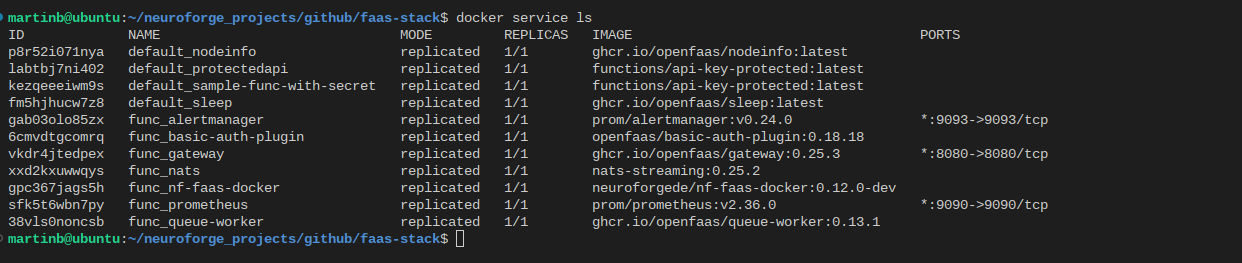 martinb@ubuntu:~/neuroforge_projects/github/faas-stack$ docker service ls
ID NAME MODE REPLICAS IMAGE PORTS
p8r52i071nya default_nodeinfo replicated 1/1 ghcr.io/openfaas/nodeinfo:latest
labtbj7ni402 default_protectedapi replicated 1/1 functions/api-key-protected:latest
kezqeeeiwm9s default_sample-func-with-secret replicated 1/1 functions/api-key-protected:latest
fm5hjhucw7z8 default_sleep replicated 1/1 ghcr.io/openfaas/sleep:latest
gab03olo85zx func_alertmanager replicated 1/1 prom/alertmanager:v0.24.0 *:9093->9093/tcp
6cmvdtgcomrq func_basic-auth-plugin replicated 1/1 openfaas/basic-auth-plugin:0.18.18
vkdr4jtedpex func_gateway replicated 1/1 ghcr.io/openfaas/gateway:0.25.3 *:8080->8080/tcp
xxd2kxuwwqys func_nats replicated 1/1 nats-streaming:0.25.2
gpc367jags5h func_nf-faas-docker replicated 1/1 neuroforgede/nf-faas-docker:0.12.0-dev
sfk5t6wbn7py func_prometheus replicated 1/1 prom/prometheus:v2.36.0 *:9090->9090/tcp
38vls0noncsb func_queue-worker replicated 1/1 ghcr.io/openfaas/queue-worker:0.13.1
martinb@ubuntu:~/neuroforge_projects/github/faas-stack$